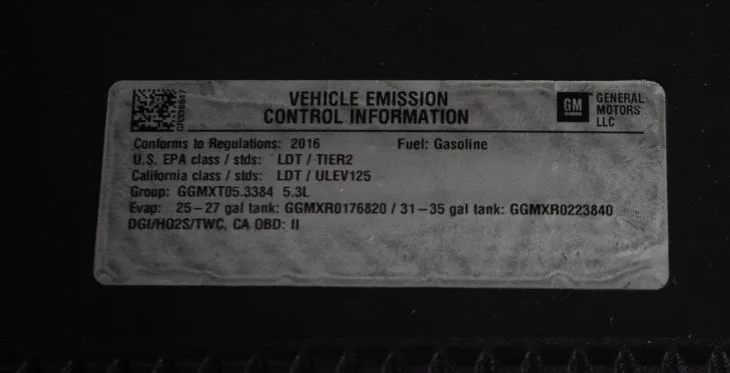 VEHICLE EMISSION
CONTROL INFORMATION
GM
GENERAL
MOTORS
LLC
Conforms to Regulations: 2016 Fuel: Gasoline
U.S. EPA class / stds: LDT / TIER2
California class / stds: LDT / ULEV125
Group: GGMXT05.3384 5.3L
Evap: 25-27 gal tank: GGMXR0176820 / 31-35 gal tank: GGMXR0223840
DGI/HO2S/TWC, CA OBD: II